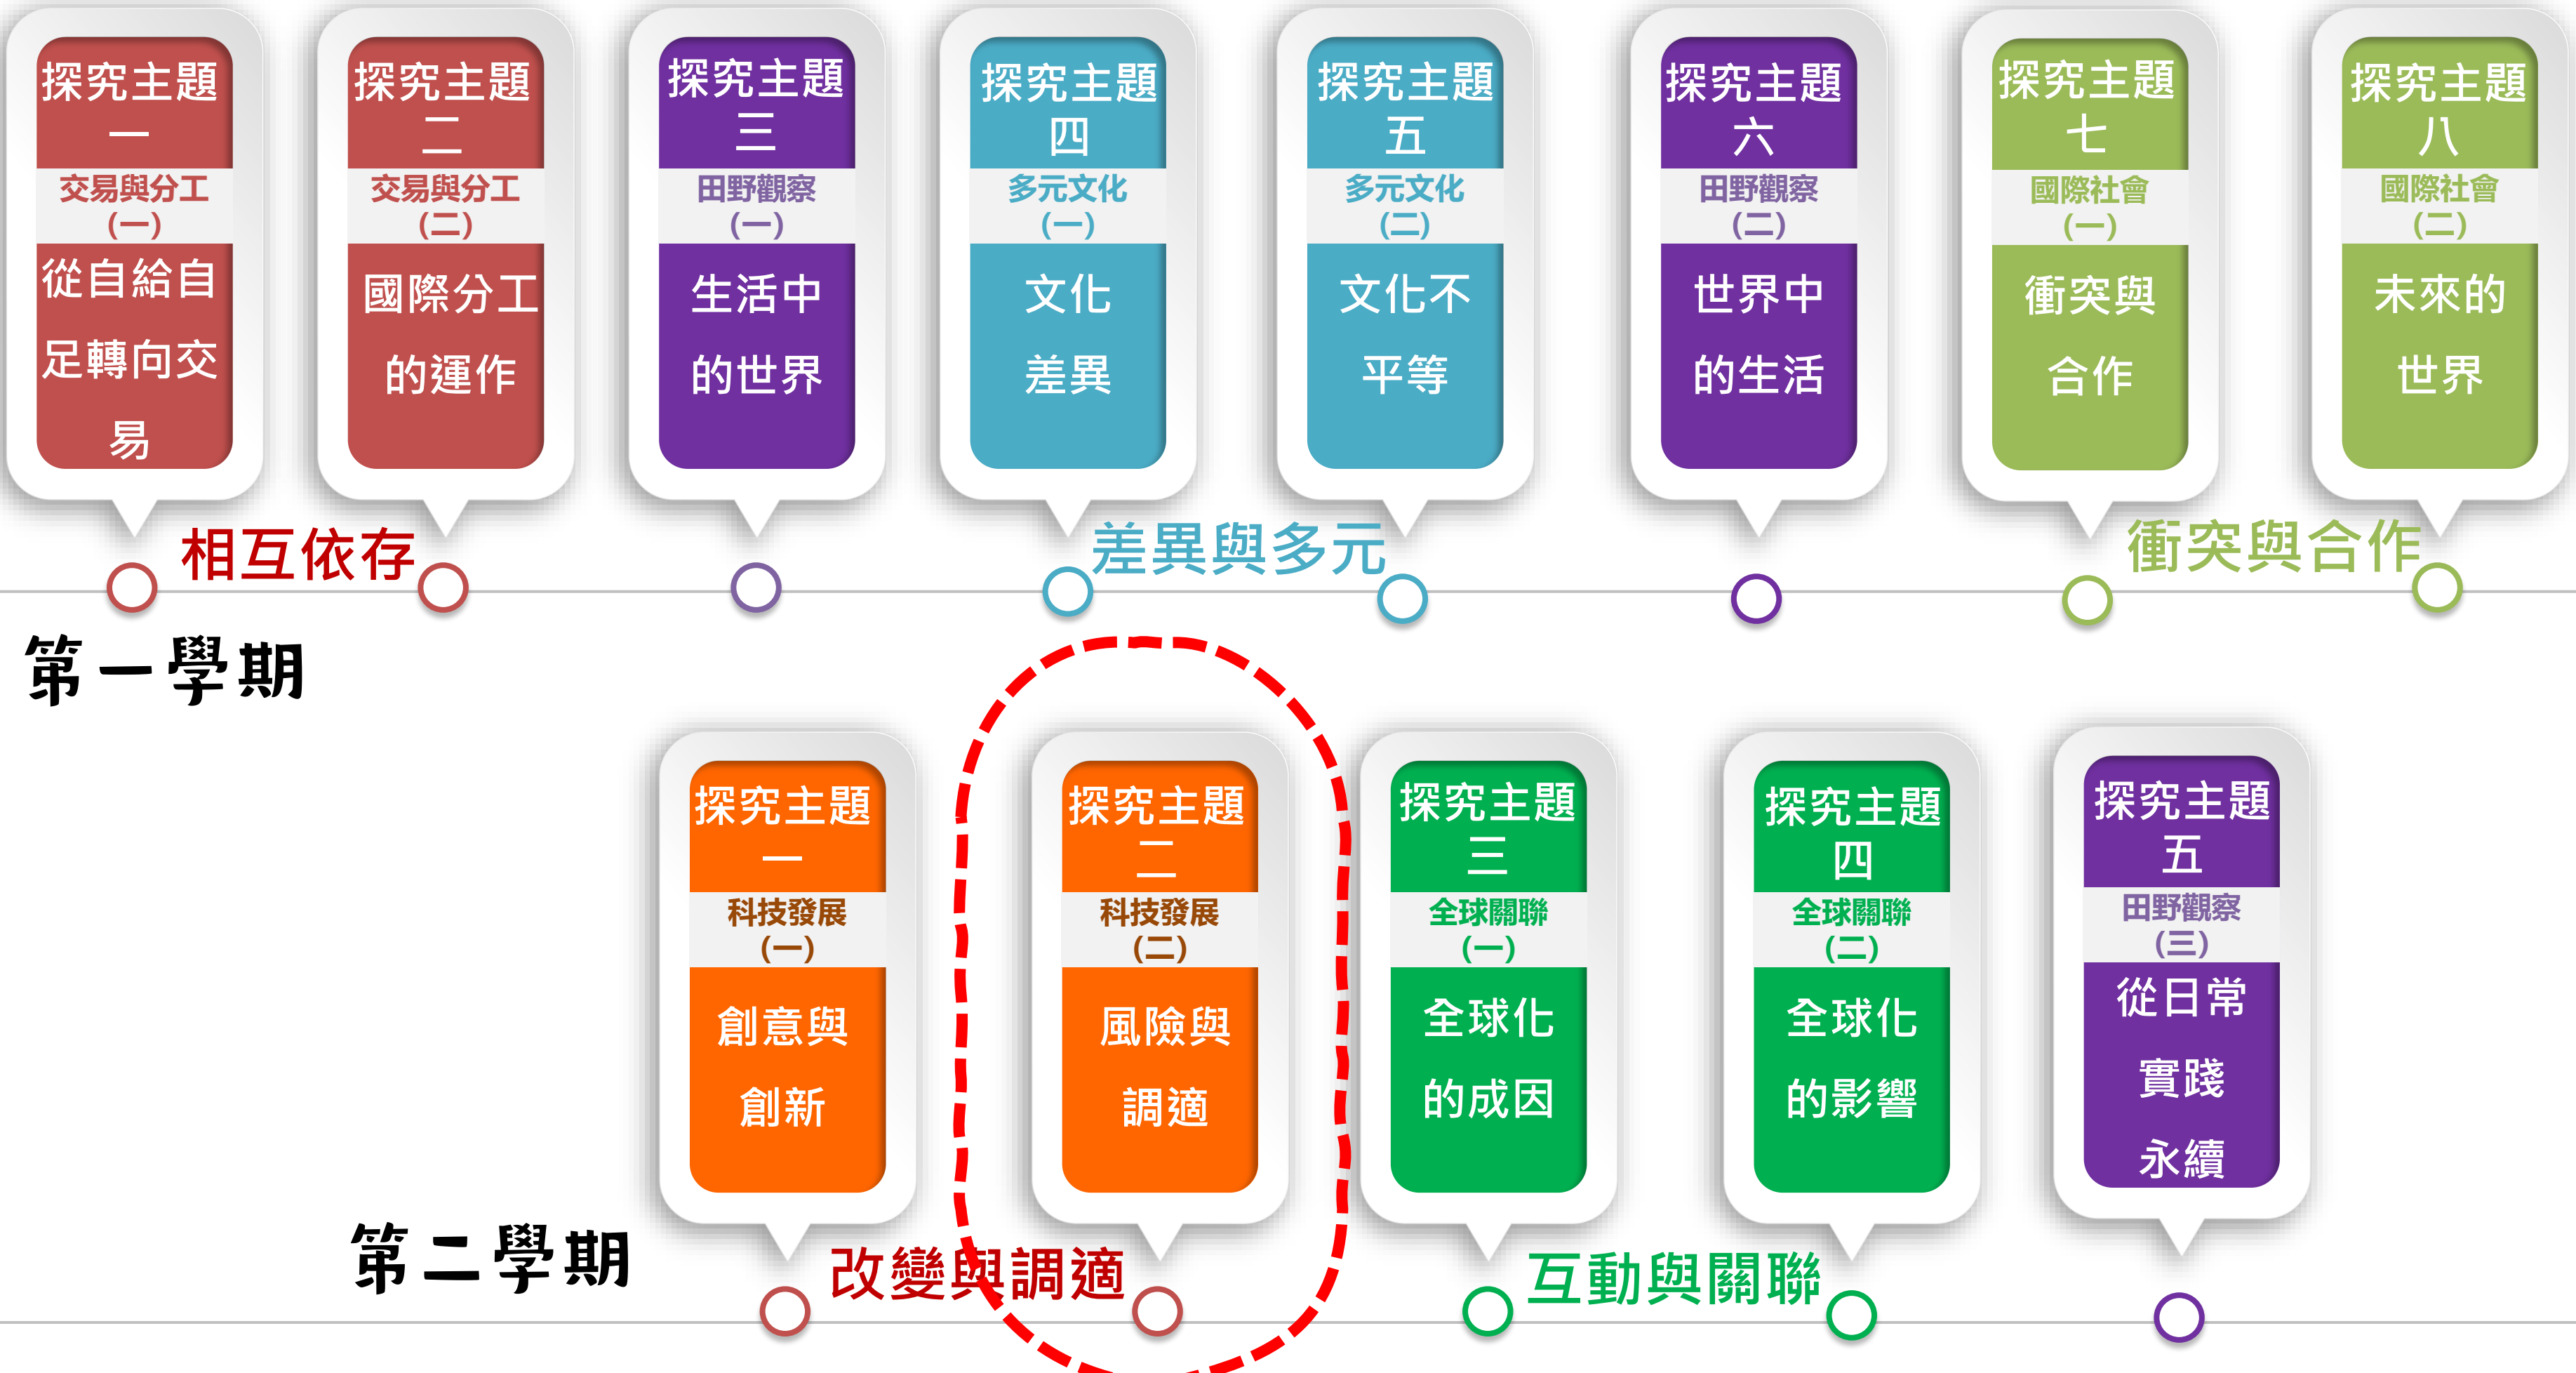 探究主題
一
交易與分工
(一)
從自給自
足轉向交
易
探究主題
二
交易與分工
(二)
國際分工
的運作
探究主題
三
田野觀察
(一)
生活中
的世界
探究主題
四
多元文化
(一)
文化
差異
探究主題
五
多元文化
(二)
文化不
平等
探究主題
六
田野觀察
(二)
世界中
的生活
探究主題
七
國際社會
(一)
衝突與
合作
探究主題
八
國際社會
(二)
未來的
世界
相互依存
差異與多元
衝突與合作
第一學期
探究主題
一
科技發展
(一)
創意與
創新
探究主題
二
科技發展
(二)
風險與
調適
探究主題
三
全球關聯
(一)
全球化
的成因
探究主題
四
全球關聯
(二)
全球化
的影響
探究主題
五
田野觀察
(三)
從日常
實踐
永續
第二學期
改變與調適
互動與關聯